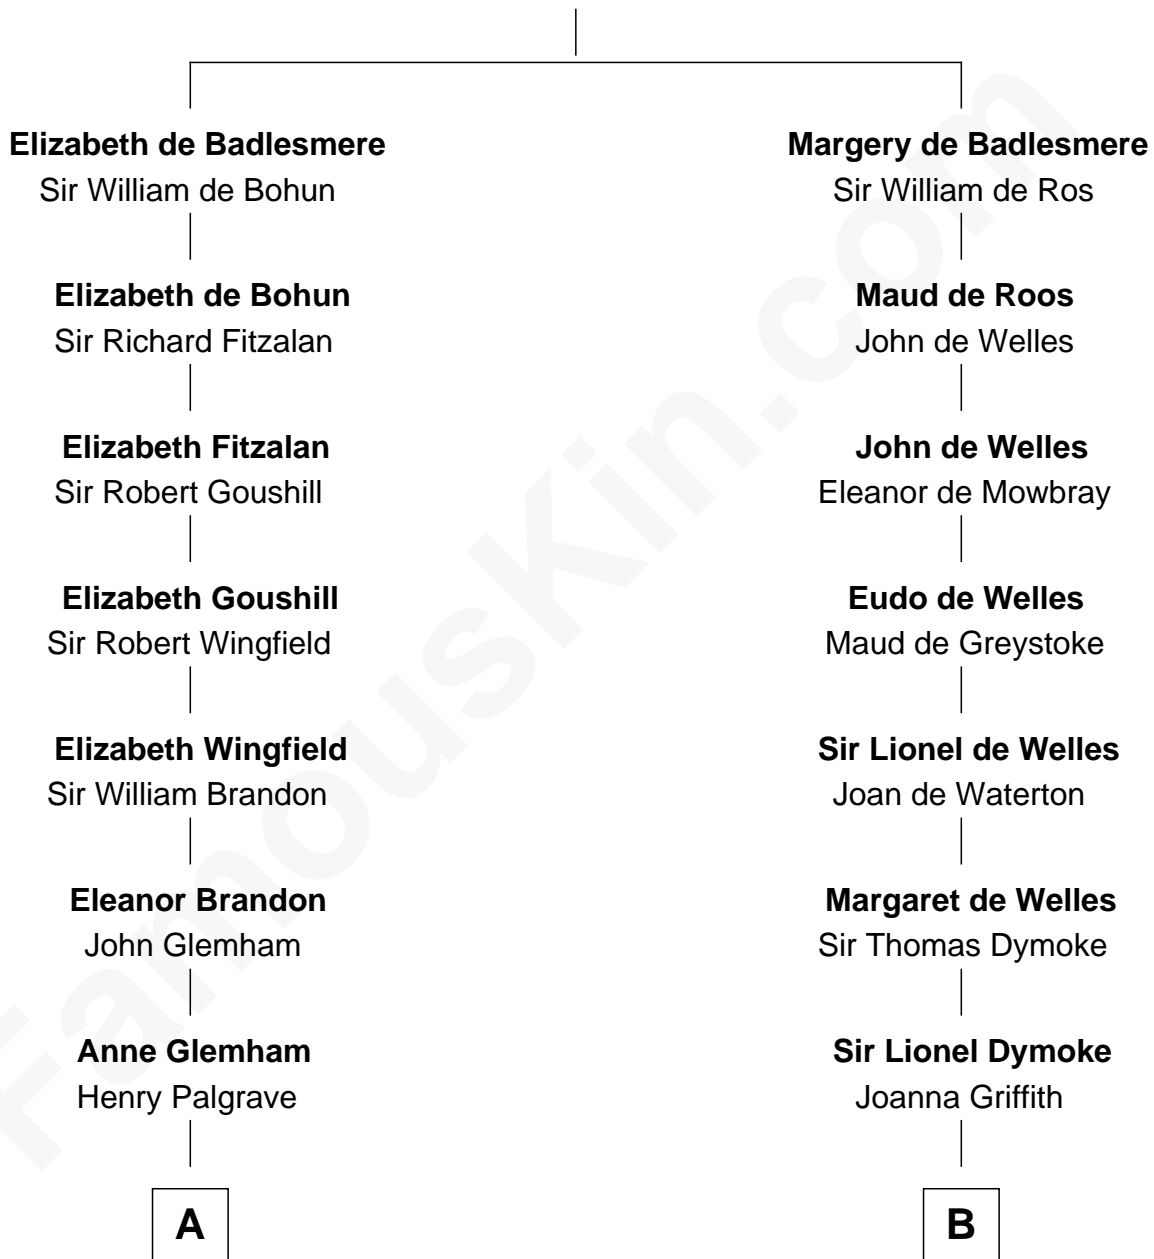 Elizabeth de Badlesmere
Sir William de Bohun
Elizabeth de Bohun
Sir Richard Fitzalan
Elizabeth Fitzalan
Sir Robert Goushill
Elizabeth Goushill
Sir Robert Wingfield
Elizabeth Wingfield
Sir William Brandon
Eleanor Brandon
John Glemham
Anne Glemham
Henry Palgrave
A
Margery de Badlesmere
Sir William de Ros
Maud de Roos
John de Welles
John de Welles
Eleanor de Mowbray
Eudo de Welles
Maud de Greystoke
Sir Lionel de Welles
Joan de Waterton
Margaret de Welles
Sir Thomas Dymoke
Sir Lionel Dymoke
Joanna Griffith
B
FamousKin.com